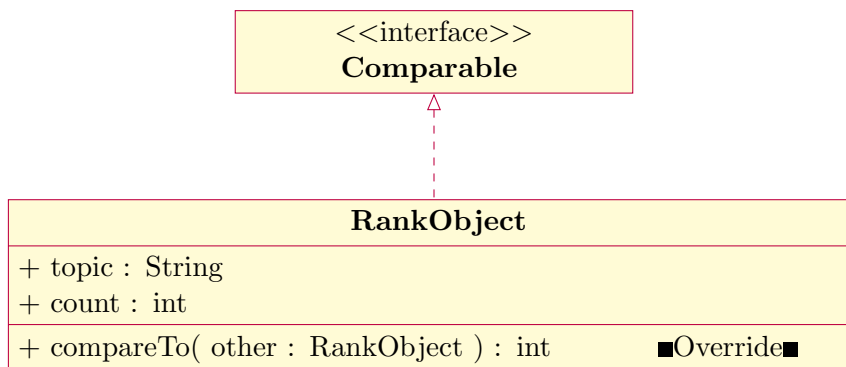 <<interface>>
Comparable
RankObject
+ topic : String
+ count : int
+ compareTo( other : RankObject ) : int ■Override■